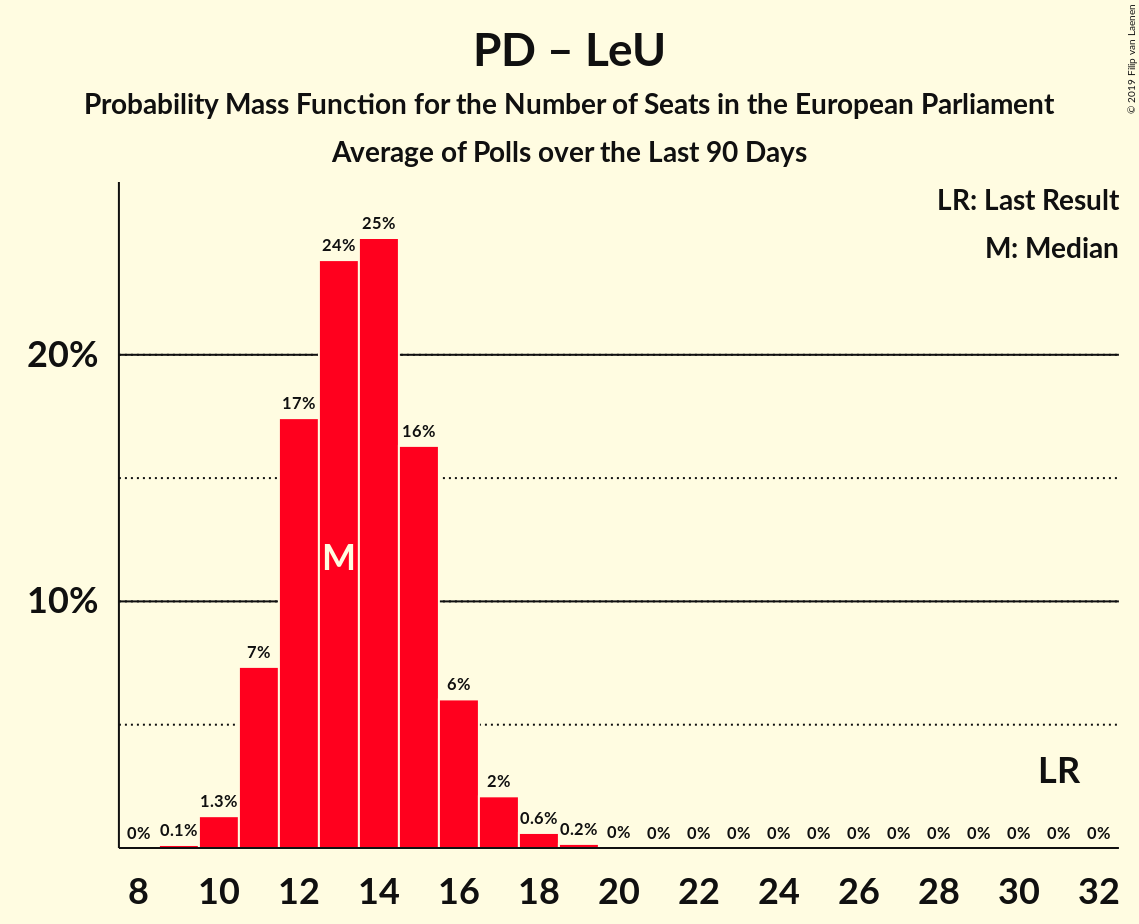 PD – LeU
Probability Mass Function for the Number of Seats in the European Parliament
Average of Polls over the Last 90 Days
© 2019 Filip van Laenen
LR: Last Result
M: Median
25%
24%
20%
17%
16%
M
10%
7%
6%
LR
2%
0% 0.1% 1.3% 0.6% 0.2% 0% 0% 0% 0% 0% 0% 0% 0% 0% 0% 0% 0% 0%
8 10 12 14 16 18 20 22 24 26 28 30 32